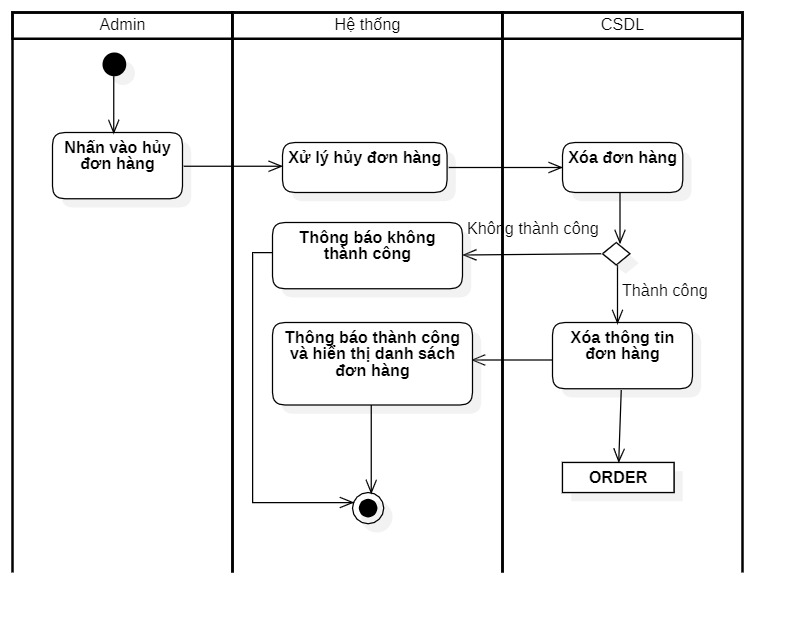 Admin
Hệ thống
CSDL
Nhấn vào hủy
đơn hàng
Xử lý hủy đơn hàng
Xóa đơn hàng
Không thành công
Thông báo không
thành công
Thành công
Thông báo thành công
và hiển thị danh sách
đơn hàng
Xóa thông tin
đơn hàng
ORDER